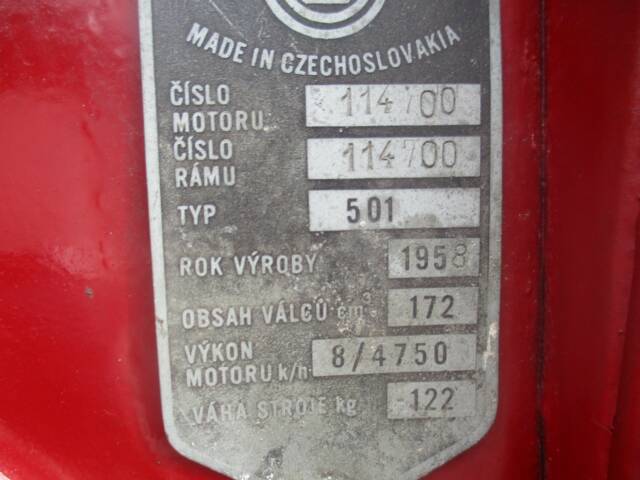 MADE IN CZECHOSLOVAKIA
ČÍSLO MOTORU 114700
ČÍSLO RÁMU 114700
TYP 501
ROK VÝROBY 1958
OBSAH VÁLCŮ cm³ 172
VÝKON MOTORU k/h 8/4750
VÁHA STROJE kg 122